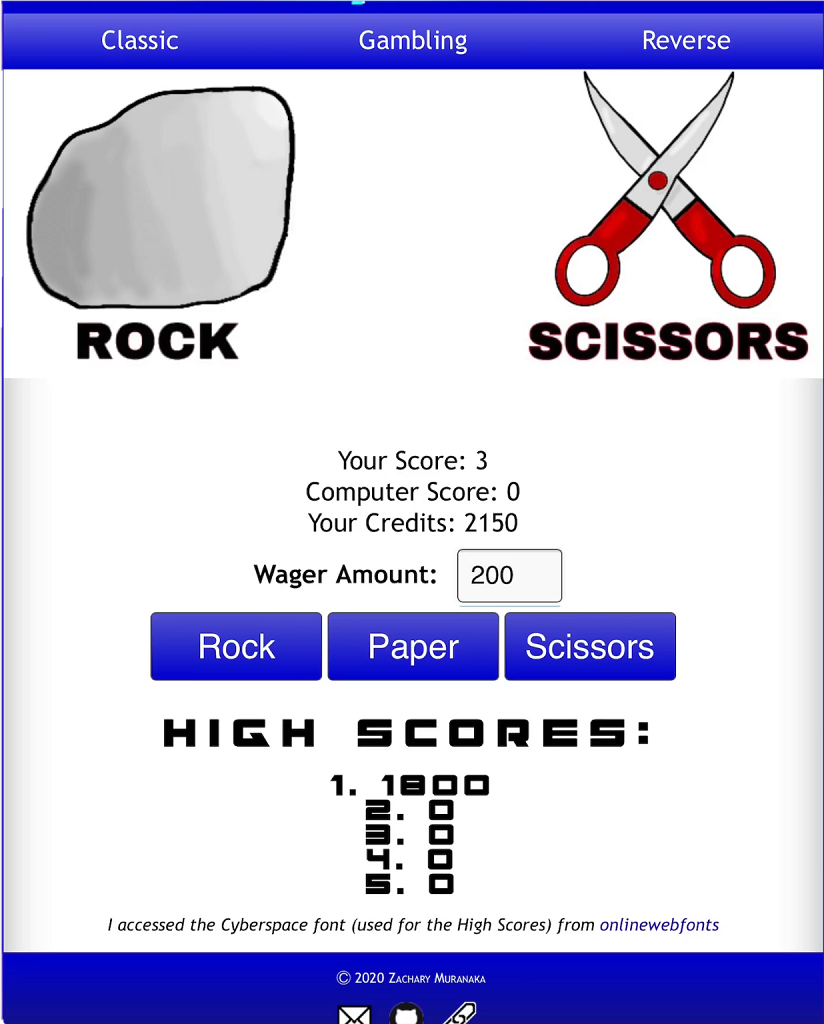 Classic Gambling Reverse
ROCK SCISSORS
Your Score: 3
Computer Score: 0
Your Credits: 2150
Wager Amount: 200
Rock Paper Scissors
HIGH SCORES:
1. 1800
2. 0
3. 0
4. 0
5. 0
I accessed the Cyberspace font (used for the High Scores) from onlinewebfonts
© 2020 Zachary Muranaka